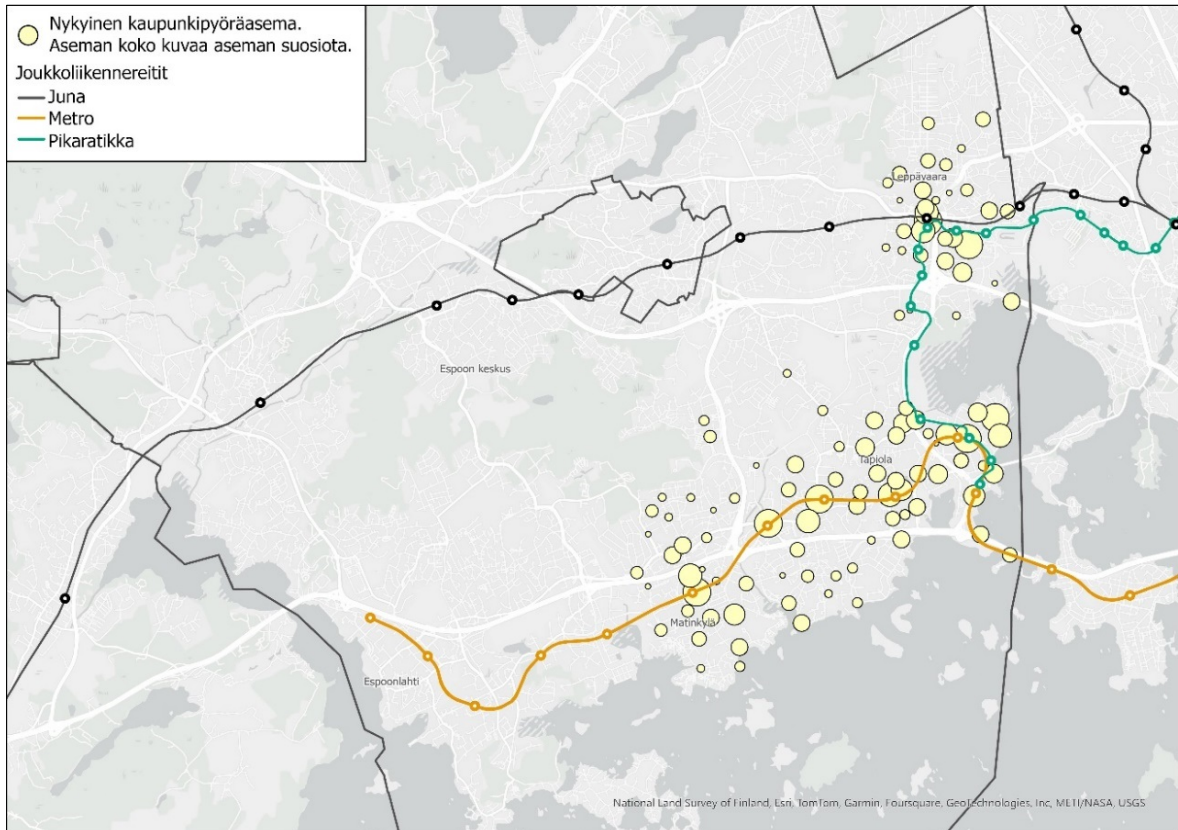 Nykyinen kaupunkipyöräasema.
Aseman koko kuvaa aseman suosiota.
Joukkoliikennereitit
Juna
Metro
Pikaratikka
Leppävaara
Espoon keskus
Tapiola
Matinkylä
Espoonlahti
National Land Survey of Finland, Esri, TomTom, Garmin, Foursquare, GeoTechnologies, Inc, METI/NASA, USGS